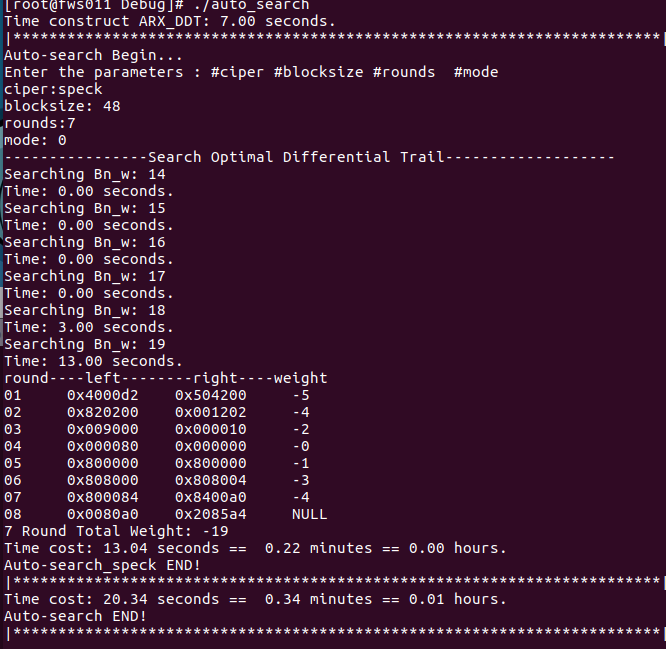 [root@fws011 Debug]# ./auto_search
Time construct ARX_DDT: 7.00 seconds.
|*****************************************************************************|
Auto-search Begin...
Enter the parameters : #ciper #blocksize #rounds  #mode
ciper:speck
blocksize: 48
rounds:7
mode: 0
----------------Search Optimal Differential Trail-------------------
Searching Bn_w: 14
Time: 0.00 seconds.
Searching Bn_w: 15
Time: 0.00 seconds.
Searching Bn_w: 16
Time: 0.00 seconds.
Searching Bn_w: 17
Time: 0.00 seconds.
Searching Bn_w: 18
Time: 3.00 seconds.
Searching Bn_w: 19
Time: 13.00 seconds.
round----left--------right----weight
01     0x4000d2    0x504200     -5
02     0x820200    0x001202     -4
03     0x009000    0x000010     -2
04     0x000080    0x000000     -0
05     0x800000    0x800000     -1
06     0x808000    0x808004     -3
07     0x800084    0x8400a0     -4
08     0x0080a0    0x2085a4     NULL
7 Round Total Weight: -19
Time cost: 13.04 seconds ==  0.22 minutes == 0.00 hours.
Auto-search_speck END!
|*****************************************************************************|
Time cost: 20.34 seconds ==  0.34 minutes == 0.01 hours.
Auto-search END!
|*****************************************************************************|